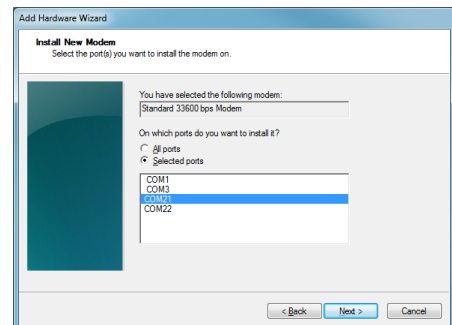 Add Hardware Wizard
Install New Modem
Select the port(s) you want to install the modem on.
You have selected the following modem:
Standard 33600 bps Modem
On which ports do you want to install it?
All ports
Selected ports
COM1
COM3
COM21
COM22
< Back
Next >
Cancel